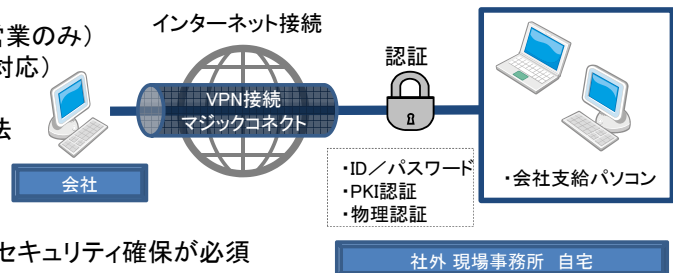 インターネット接続
営業のみ）
対応）
認証
VPN接続
マジックコネクト
法
会社
・ID／パスワード
・PKI認証
・物理認証
・会社支給パソコン
セキュリティ確保が必須
社外 現場事務所 自宅